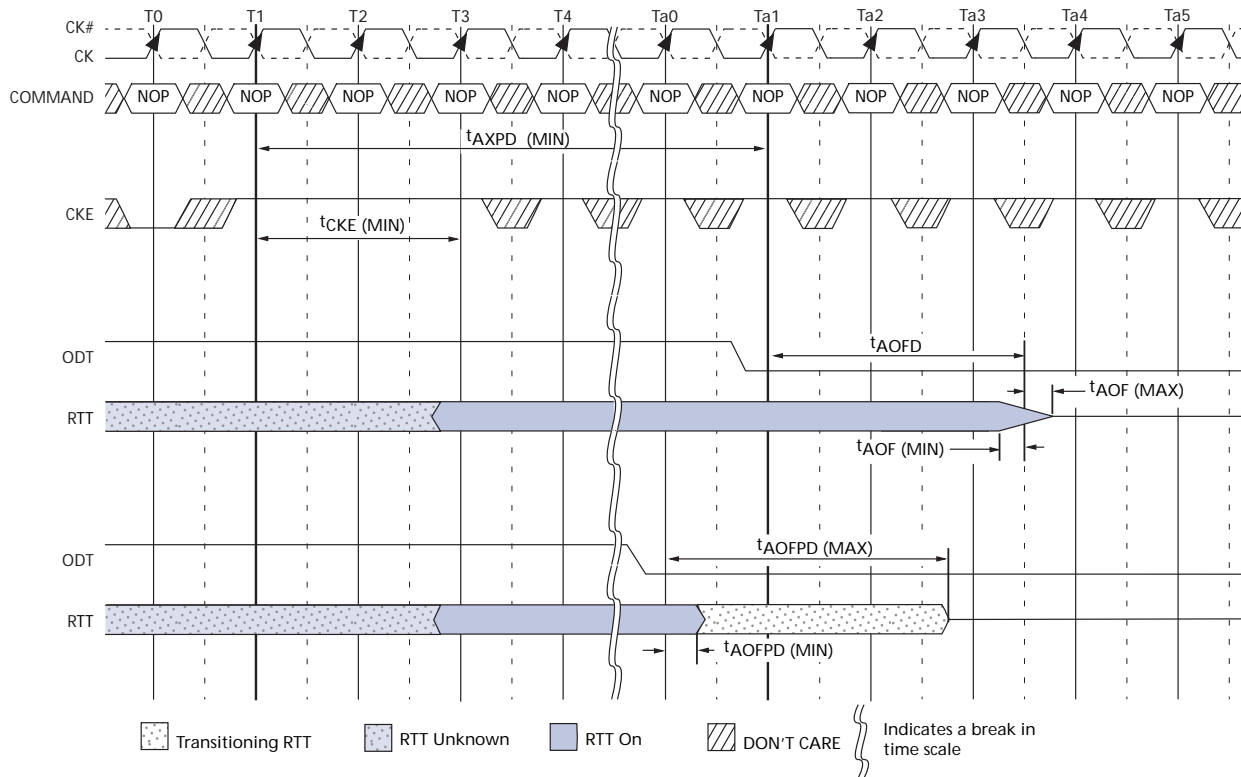 T0 T1 T2 T3 T4 Ta0 Ta1 Ta2 Ta3 Ta4 Ta5
CK#
CK
COMMAND NOP NOP NOP NOP NOP NOP NOP NOP NOP NOP NOP
tAXPD (MIN)
CKE
tCKE (MIN)
ODT
tAOFD
tAOF (MAX)
RTT
tAOF (MIN)
ODT
tAOFPD (MAX)
RTT
tAOFPD (MIN)
Transitioning RTT RTT Unknown RTT On DON'T CARE Indicates a break in
time scale